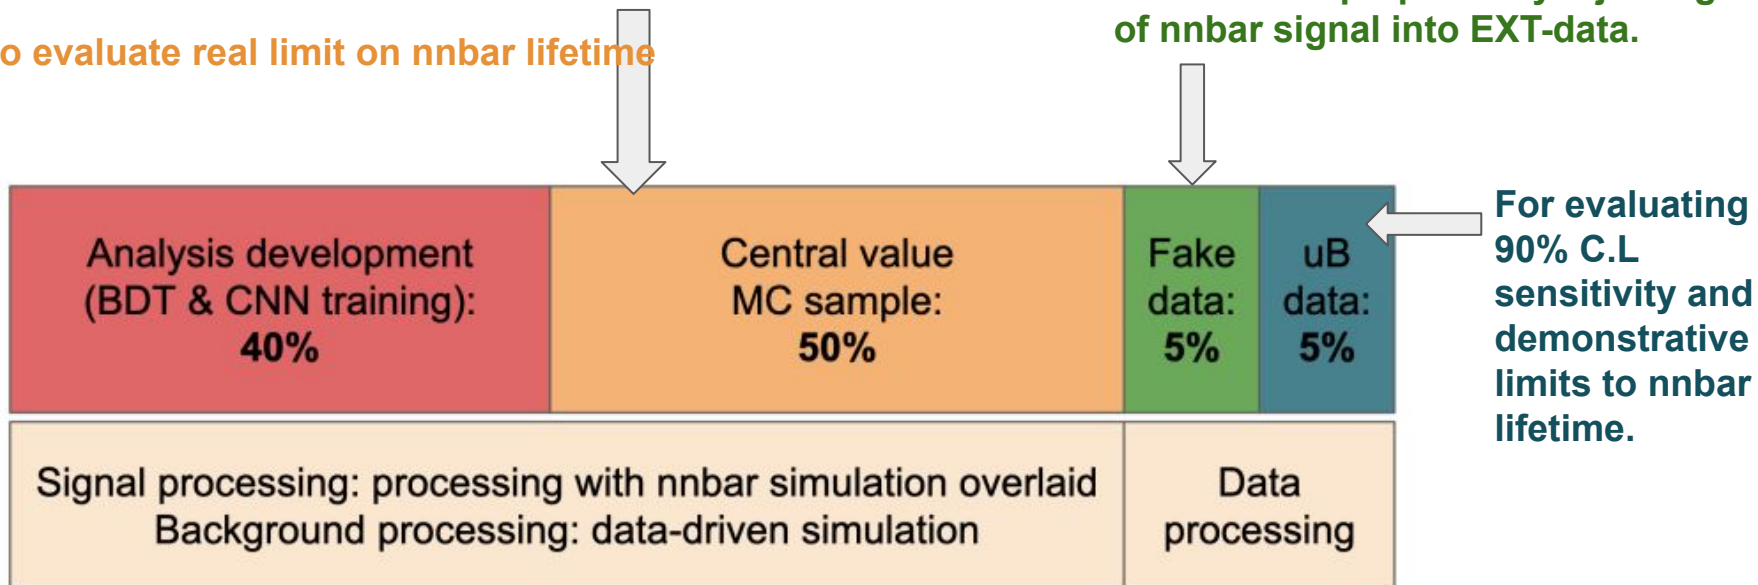 o evaluate real limit on nnbar lifetime
of nnbar signal into EXT-data.
Analysis development
(BDT & CNN training):
40%
Central value
MC sample:
50%
Fake
data:
5%
uB
data:
5%
For evaluating
90% C.L
sensitivity and
demonstrative
limits to nnbar
lifetime.
Signal processing: processing with nnbar simulation overlaid
Background processing: data-driven simulation
Data
processing